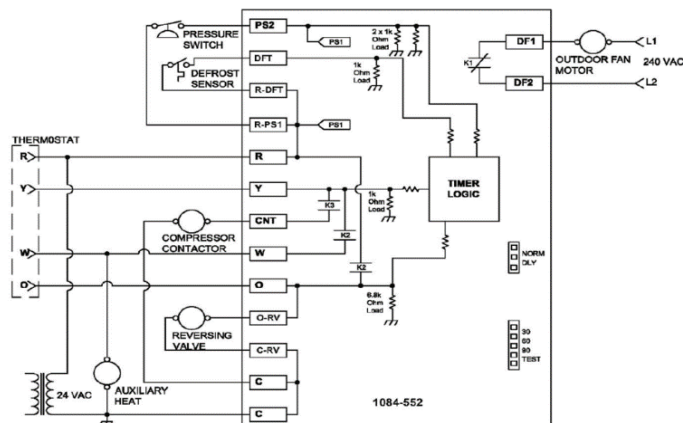 PS2
PRESSURE
SWITCH
PS1
2 x 1k
Ohm
Load
DFT
DEFROST
SENSOR
1k
Ohm
Load
R-DFT
R-PS1
PS1
K1
DF1
DF2
OUTDOOR FAN
MOTOR
L1
240 VAC
L2
THERMOSTAT
R
R
Y
Y
K3
1k
Ohm
Load
TIMER
LOGIC
CNT
COMPRESSOR
CONTACTOR
K2
W
W
K2
NORM
DLY
O
O
6.8k
Ohm
Load
O-RV
REVERSING
VALVE
C-RV
30
60
90
TEST
24 VAC
AUXILIARY
HEAT
C
C
1084-552